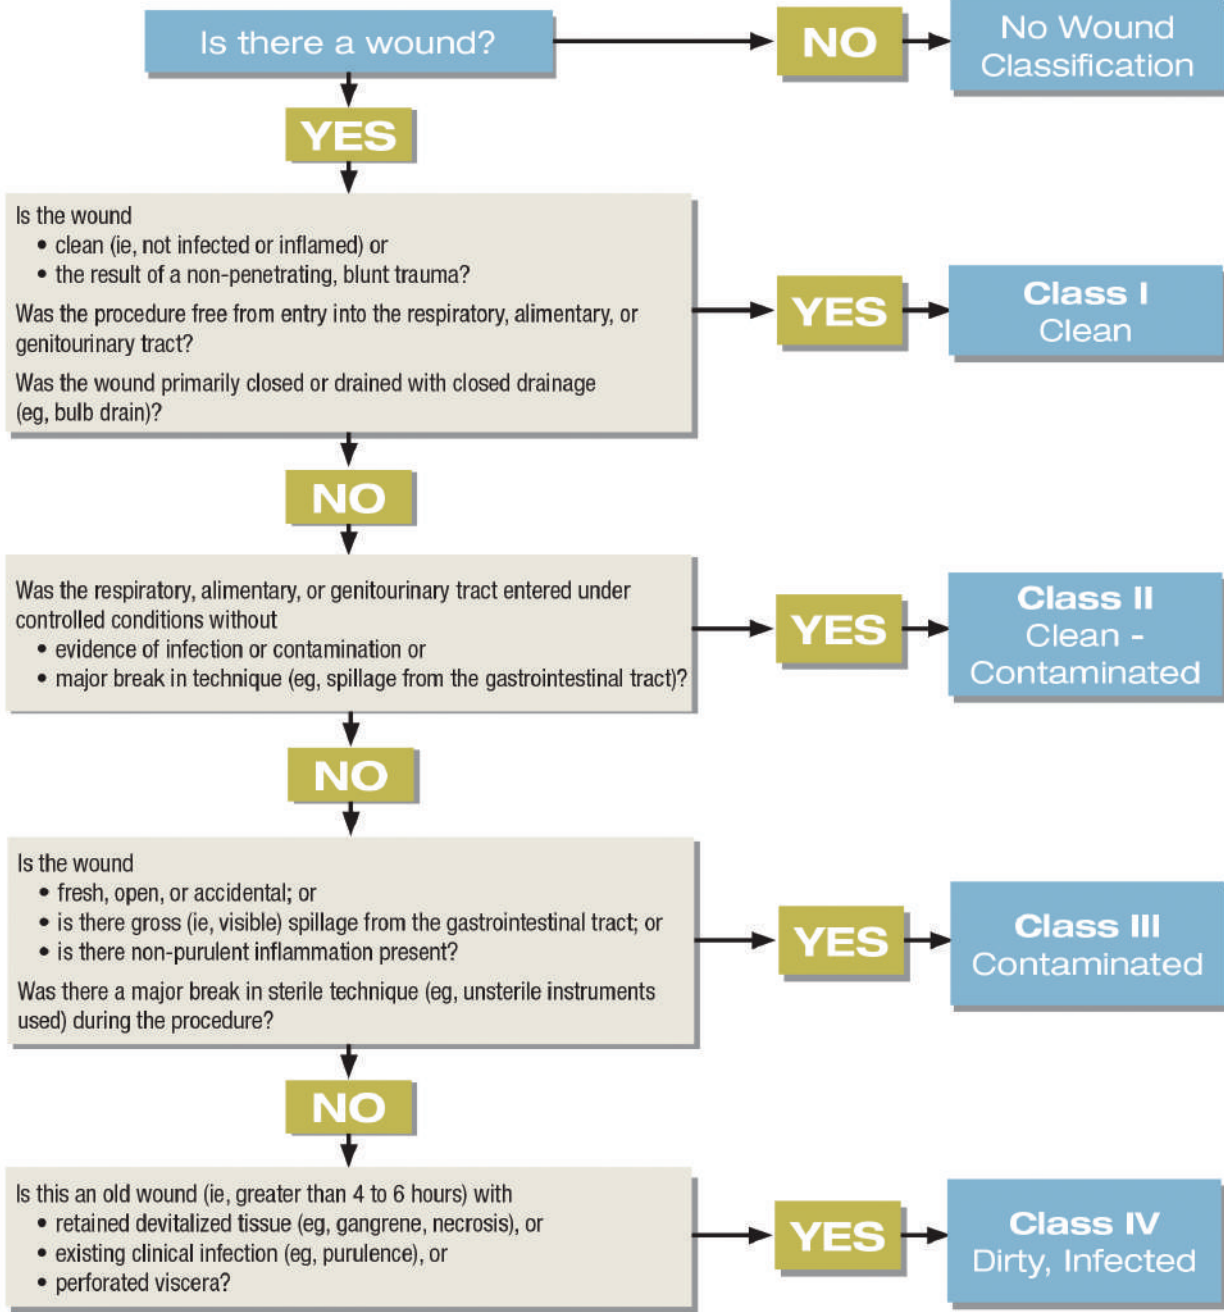 Is there a wound?
NO
No Wound
Classification
YES
Is the wound
• clean (ie, not infected or inflamed) or
• the result of a non-penetrating, blunt trauma?
Was the procedure free from entry into the respiratory, alimentary, or
genitourinary tract?
Was the wound primarily closed or drained with closed drainage
(eg, bulb drain)?
YES
Class I
Clean
NO
Was the respiratory, alimentary, or genitourinary tract entered under
controlled conditions without
• evidence of infection or contamination or
• major break in technique (eg, spillage from the gastrointestinal tract)?
YES
Class II
Clean -
Contaminated
NO
Is the wound
• fresh, open, or accidental; or
• is there gross (ie, visible) spillage from the gastrointestinal tract; or
• is there non-purulent inflammation present?
Was there a major break in sterile technique (eg, unsterile instruments
used) during the procedure?
YES
Class III
Contaminated
NO
Is this an old wound (ie, greater than 4 to 6 hours) with
• retained devitalized tissue (eg, gangrene, necrosis), or
• existing clinical infection (eg, purulence), or
• perforated viscera?
YES
Class IV
Dirty, Infected